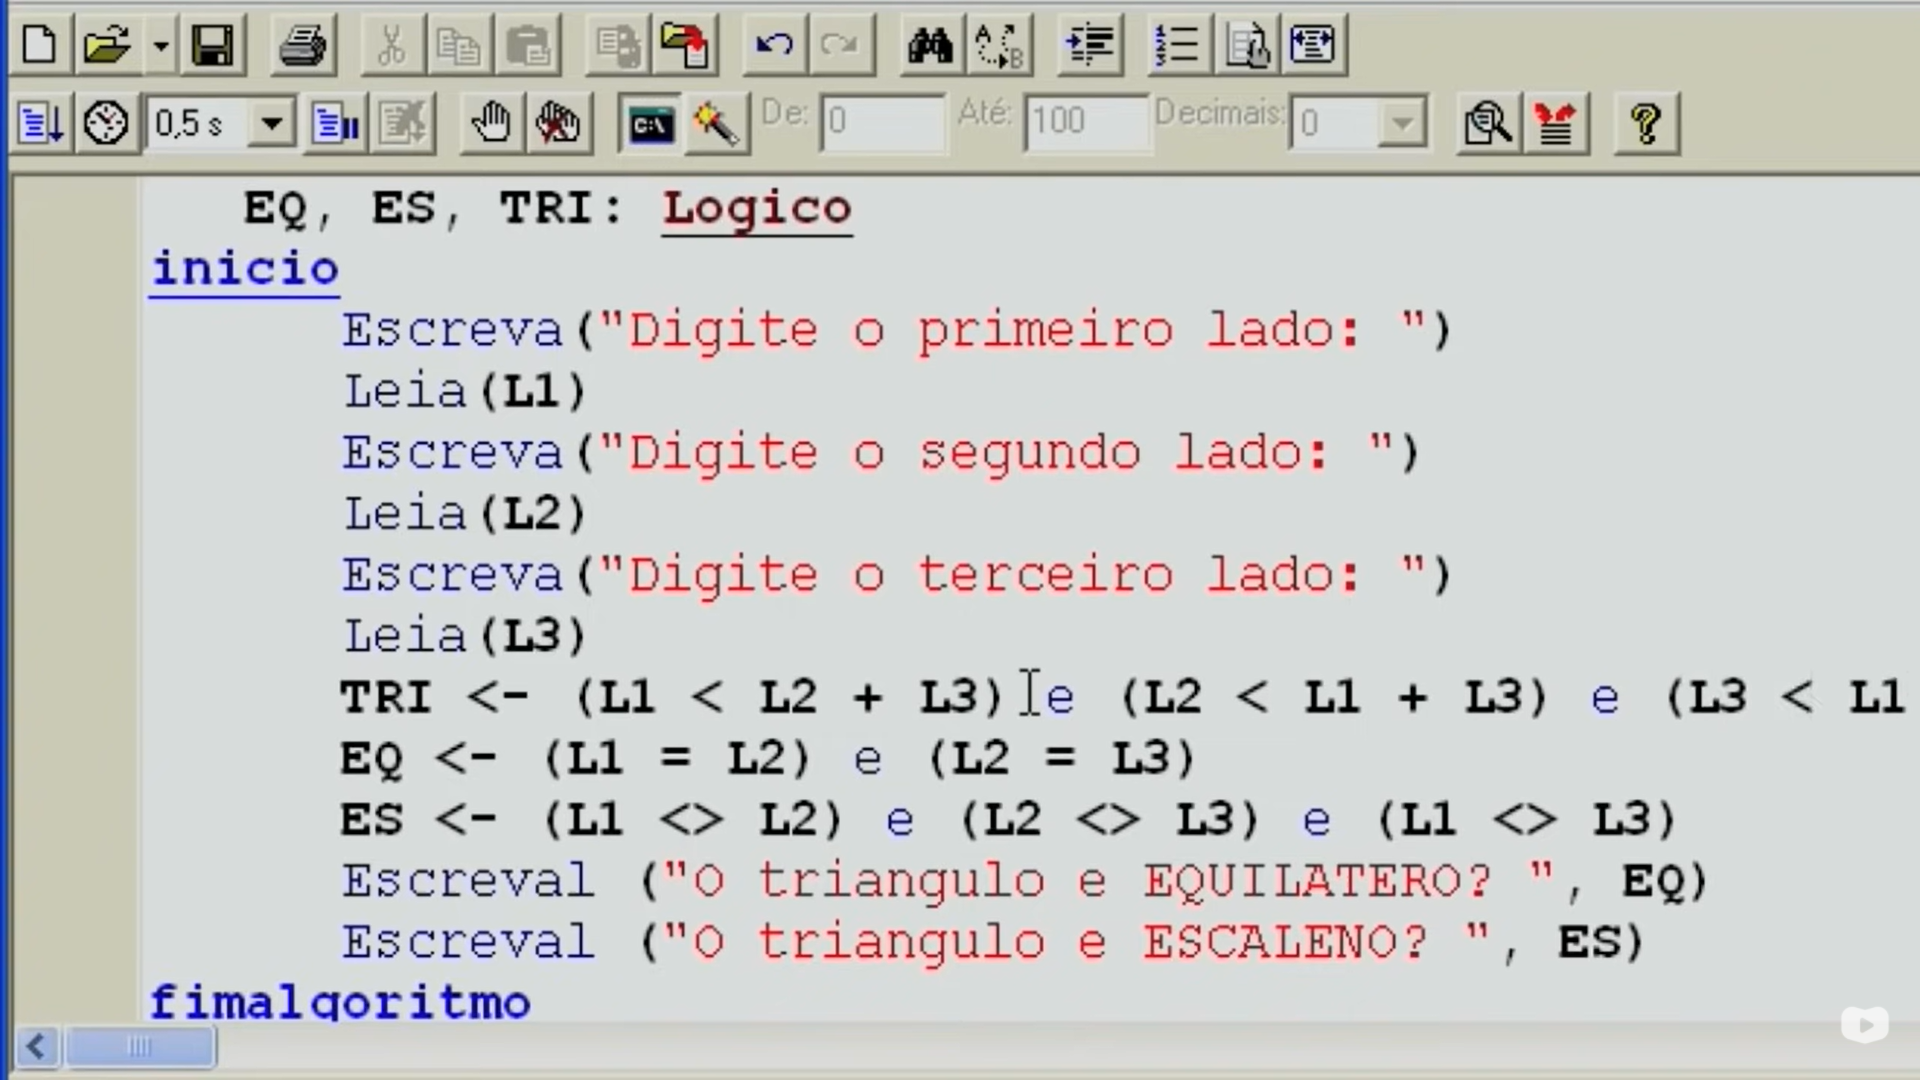 0,5 s De: 0 Até: 100 Decimais: 0
EQ, ES, TRI: Logico
inicio
Escreva("Digite o primeiro lado: ")
Leia(L1)
Escreva("Digite o segundo lado: ")
Leia(L2)
Escreva("Digite o terceiro lado: ")
Leia(L3)
TRI <- (L1 < L2 + L3) e (L2 < L1 + L3) e (L3 < L1
EQ <- (L1 = L2) e (L2 = L3)
ES <- (L1 <> L2) e (L2 <> L3) e (L1 <> L3)
Escreval ("O triangulo e EQUILATERO? ", EQ)
Escreval ("O triangulo e ESCALENO? ", ES)
fimalgoritmo